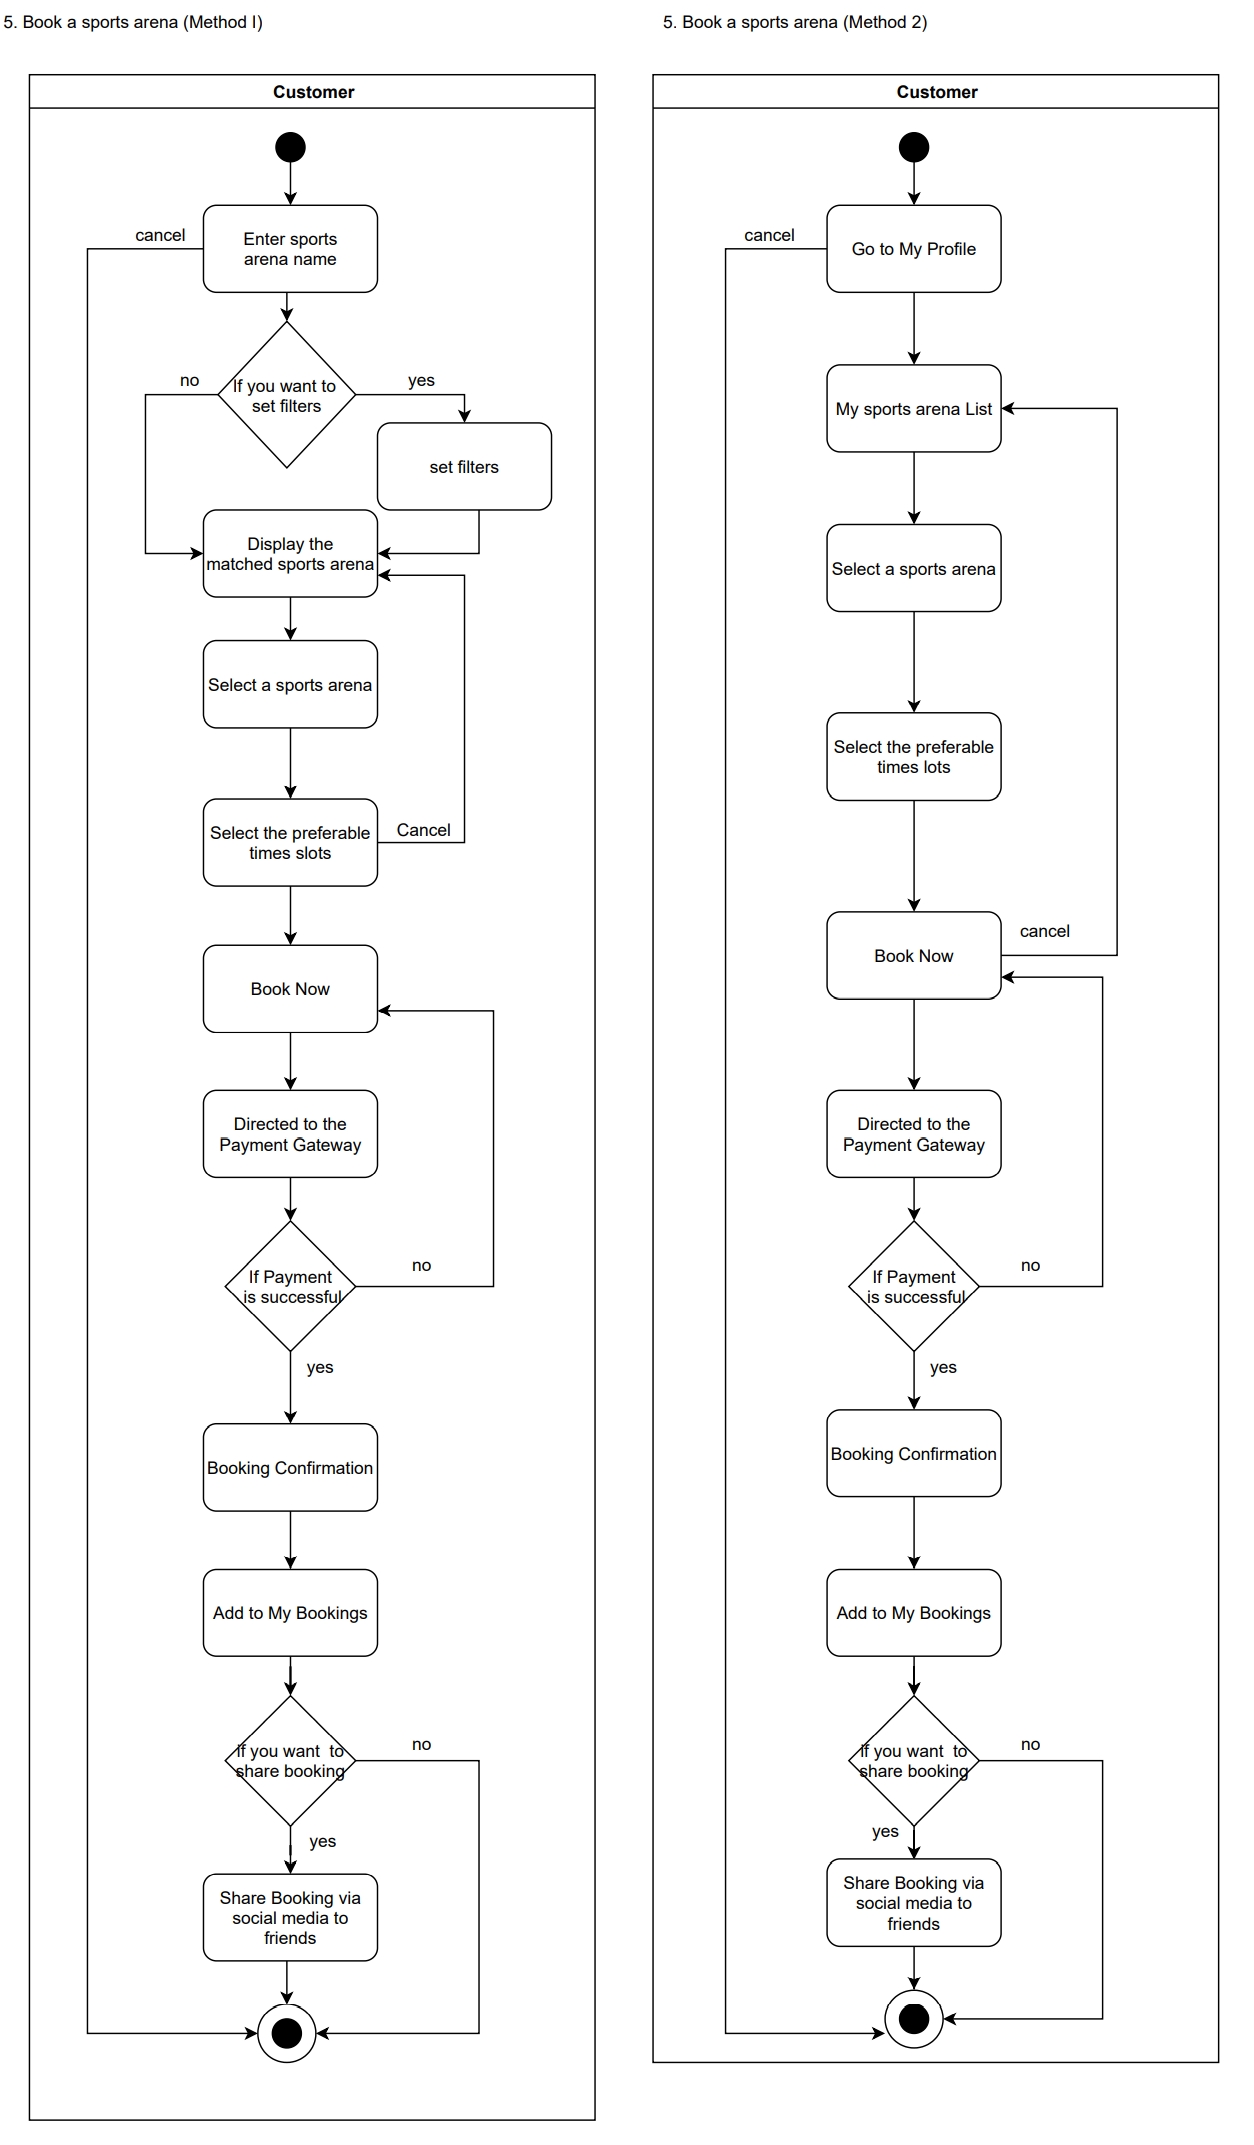 5. Book a sports arena (Method I)
Customer
cancel
Enter sports
arena name
no
If you want to
set filters
yes
set filters
Display the
matched sports arena
Select a sports arena
Select the preferable
times slots
Cancel
Book Now
Directed to the
Payment Gateway
If Payment
is successful
no
yes
Booking Confirmation
Add to My Bookings
if you want  to
share booking
no
yes
Share Booking via
social media to
friends
5. Book a sports arena (Method 2)
Customer
cancel
Go to My Profile
My sports arena List
Select a sports arena
Select the preferable
times lots
Book Now
cancel
Directed to the
Payment Gateway
If Payment
is successful
no
yes
Booking Confirmation
Add to My Bookings
if you want  to
share booking
no
yes
Share Booking via
social media to
friends